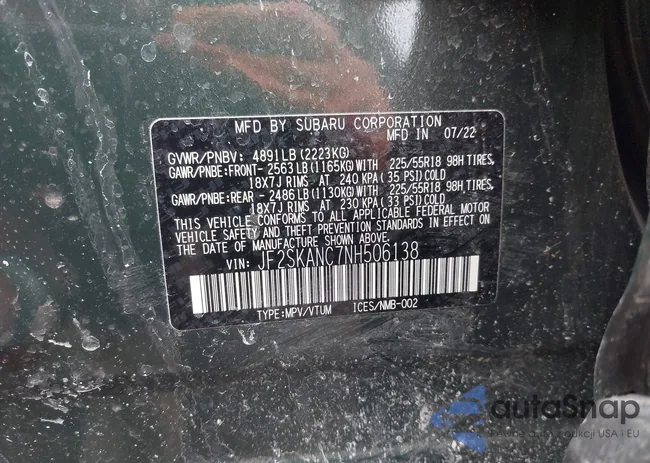 MFD BY SUBARU CORPORATION
MFD IN 07/22
GVWR/PNBV: 4891LB (2223KG)
GAWR/PNBE:FRONT- 2563LB (1165KG)WITH 225/55R18 98H TIRES,
18X7J RIMS AT 240 KPA (35 PSI)COLD
GAWR/PNBE:REAR - 2486LB (1130KG)WITH 225/55R18 98H TIRES,
18X7J RIMS AT 230 KPA (33 PSI)COLD
THIS VEHICLE CONFORMS TO ALL APPLICABLE FEDERAL MOTOR
VEHICLE SAFETY AND THEFT PREVENTION STANDARDS IN EFFECT
ON THE DATE OF MANUFACTURE SHOWN ABOVE.
VIN: JF2SKANC7NH506138
TYPE:MPV/VTUM ICES/NMB-002
autoSnap
aukcji USA i EU